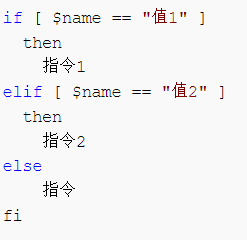 if [ $name == "值1" ]
  then
    指令1
elif [ $name == "值2" ]
  then
    指令2
else
    指令
fi